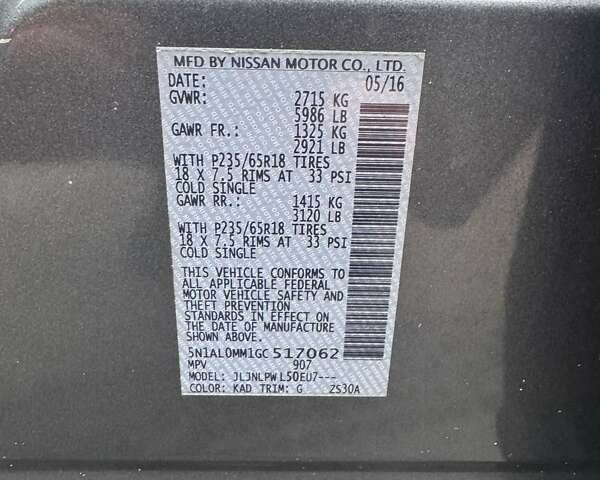 MFD BY NISSAN MOTOR CO., LTD.
DATE: 05/16
GVWR: 2715 KG
5986 LB
GAWR FR.: 1325 KG
2921 LB
WITH P235/65R18 TIRES
18 X 7.5 RIMS AT 33 PSI
COLD SINGLE
GAWR RR.: 1415 KG
3120 LB
WITH P235/65R18 TIRES
18 X 7.5 RIMS AT 33 PSI
COLD SINGLE
THIS VEHICLE CONFORMS TO
ALL APPLICABLE FEDERAL
MOTOR VEHICLE SAFETY AND
THEFT PREVENTION
STANDARDS IN EFFECT ON
THE DATE OF MANUFACTURE
SHOWN ABOVE.
5N1AL0MM1GC517062
MPV 907
MODEL: JLJNLPWL50EU7---
COLOR: KAD TRIM: G 2S30A